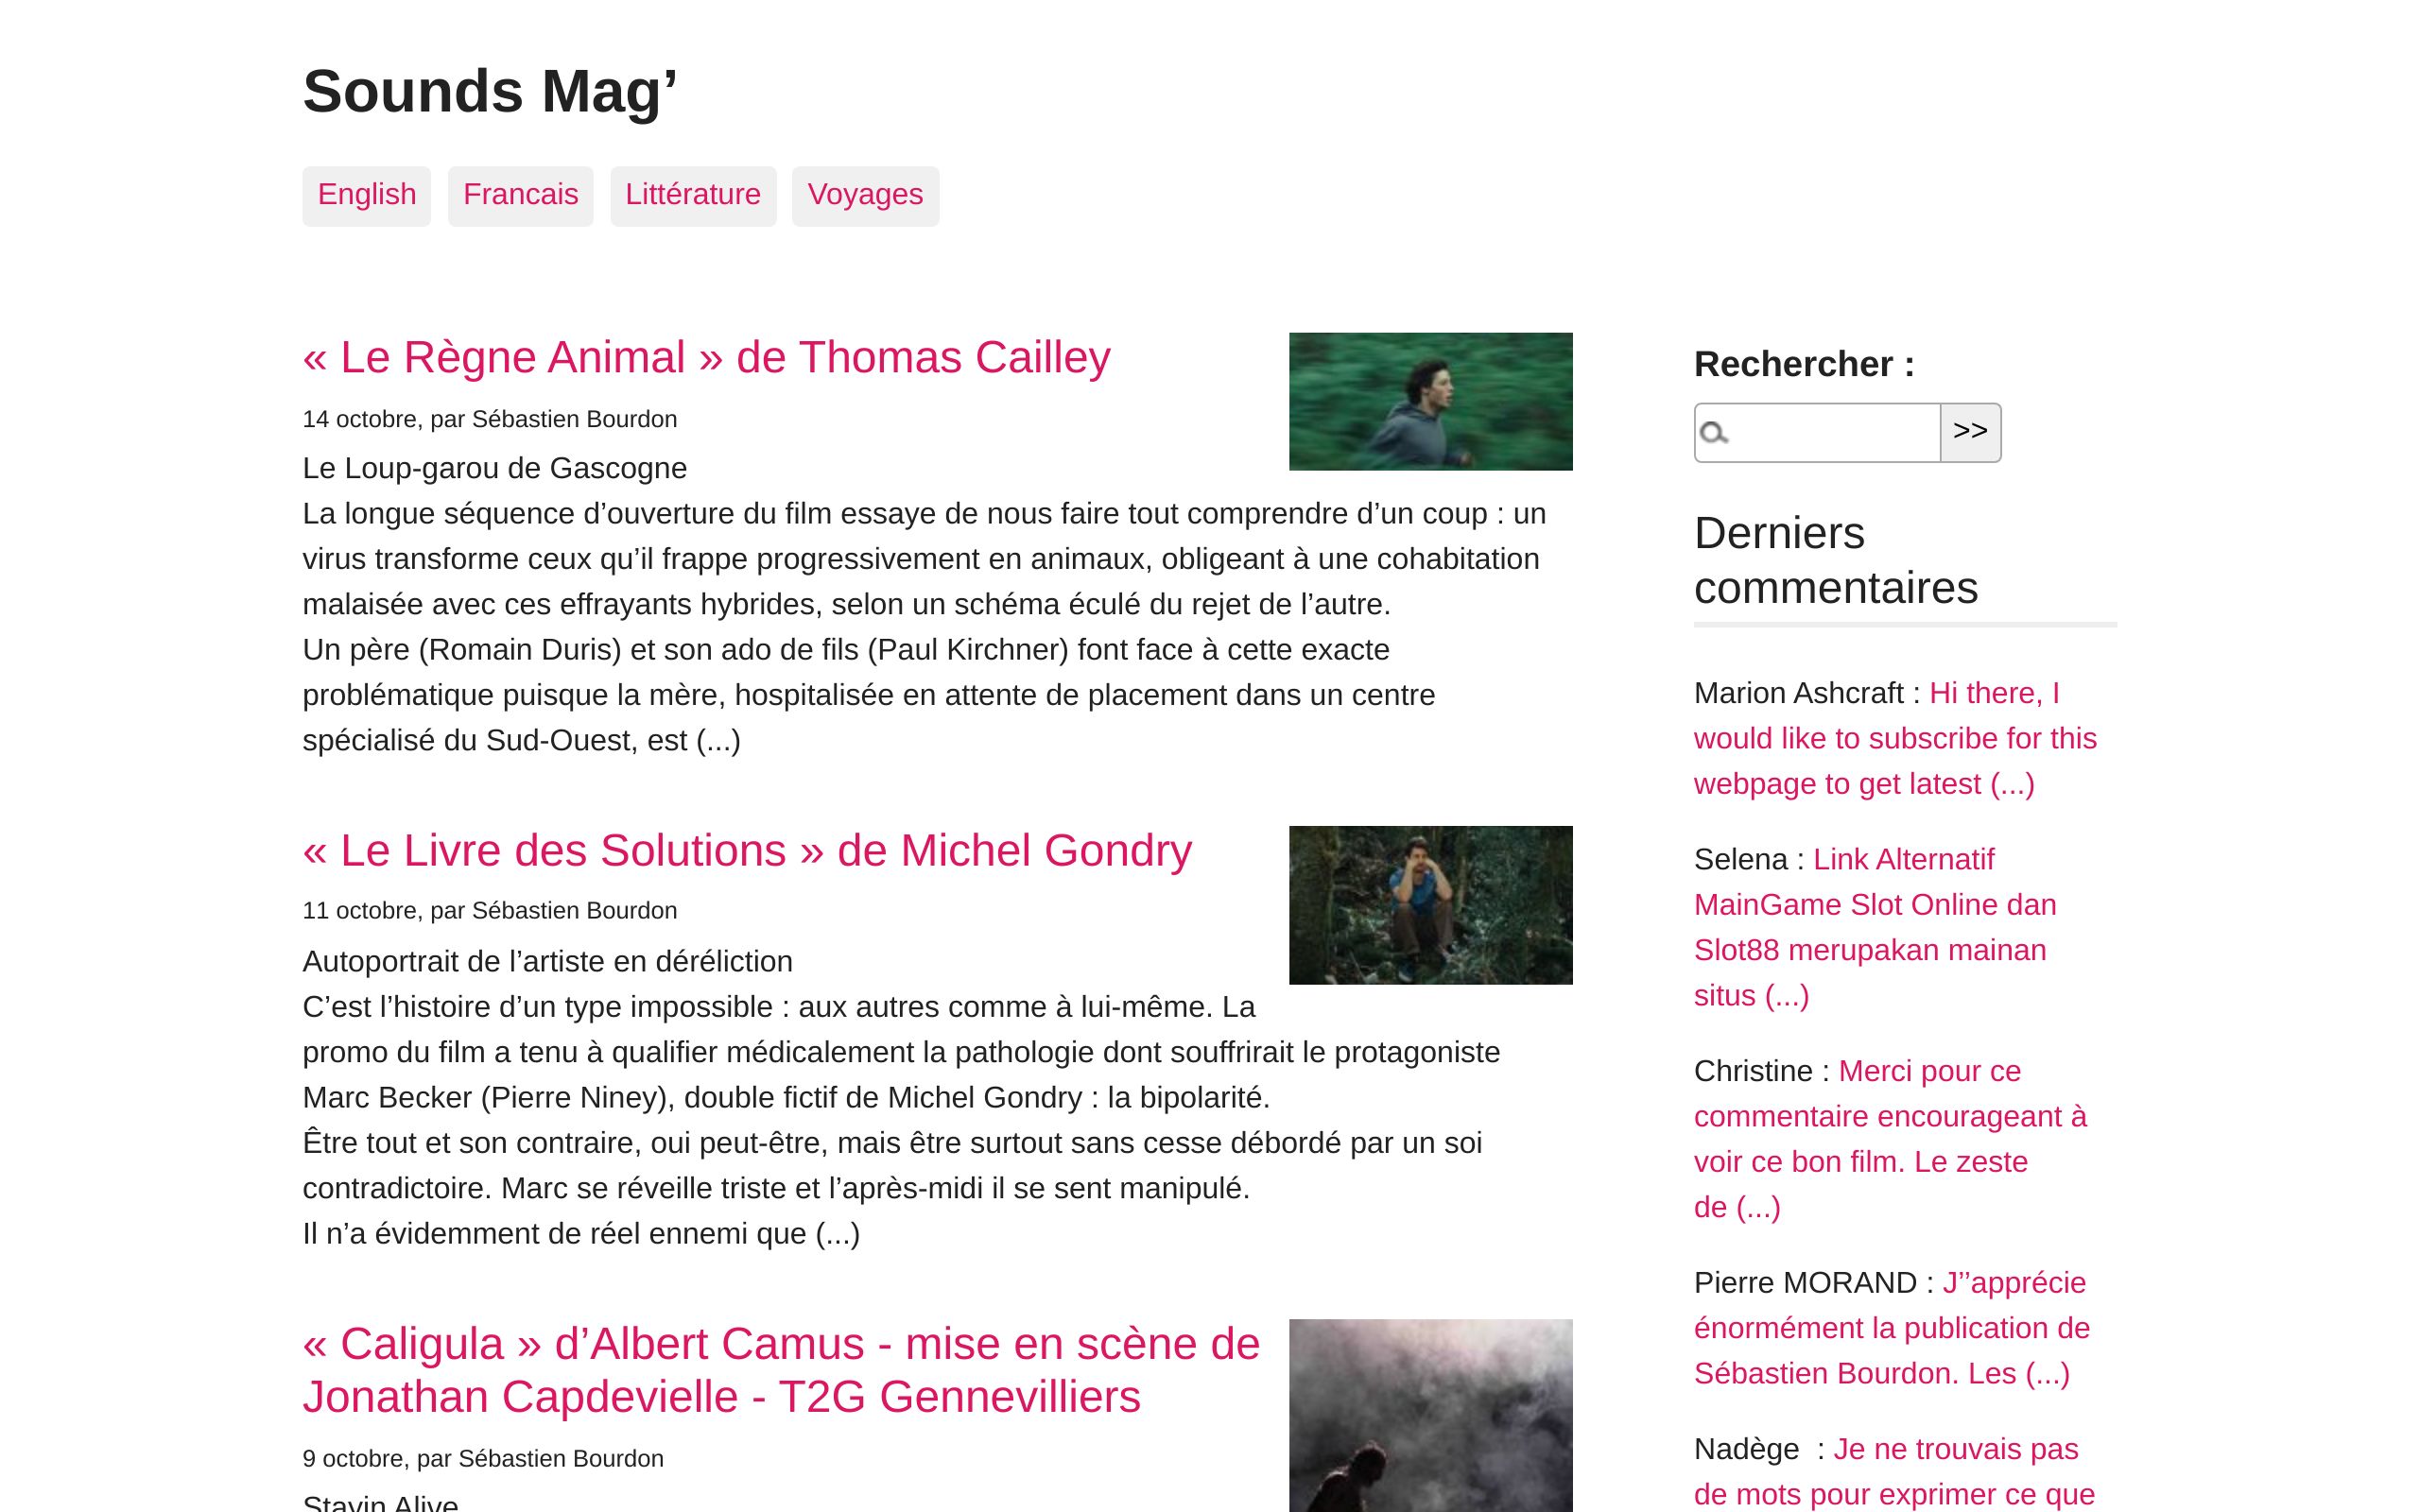 Sounds Mag’
English
Francais
Littérature
Voyages
« Le Règne Animal » de Thomas Cailley
14 octobre, par Sébastien Bourdon
Le Loup-garou de Gascogne
La longue séquence d’ouverture du film essaye de nous faire tout comprendre d’un coup : un
virus transforme ceux qu’il frappe progressivement en animaux, obligeant à une cohabitation
malaisée avec ces effrayants hybrides, selon un schéma éculé du rejet de l’autre.
Un père (Romain Duris) et son ado de fils (Paul Kirchner) font face à cette exacte
problématique puisque la mère, hospitalisée en attente de placement dans un centre
spécialisé du Sud-Ouest, est (...)
« Le Livre des Solutions » de Michel Gondry
11 octobre, par Sébastien Bourdon
Autoportrait de l’artiste en déréliction
C’est l’histoire d’un type impossible : aux autres comme à lui-même. La
promo du film a tenu à qualifier médicalement la pathologie dont souffrirait le protagoniste
Marc Becker (Pierre Niney), double fictif de Michel Gondry : la bipolarité.
Être tout et son contraire, oui peut-être, mais être surtout sans cesse débordé par un soi
contradictoire. Marc se réveille triste et l’après-midi il se sent manipulé.
Il n’a évidemment de réel ennemi que (...)
« Caligula » d’Albert Camus - mise en scène de
Jonathan Capdevielle - T2G Gennevilliers
9 octobre, par Sébastien Bourdon
Stayin Alive
Rechercher :
>>
Derniers
commentaires
Marion Ashcraft : Hi there, I
would like to subscribe for this
webpage to get latest (...)
Selena : Link Alternatif
MainGame Slot Online dan
Slot88 merupakan mainan
situs (...)
Christine : Merci pour ce
commentaire encourageant à
voir ce bon film. Le zeste
de (...)
Pierre MORAND : J’’apprécie
énormément la publication de
Sébastien Bourdon. Les (...)
Nadège  : Je ne trouvais pas
de mots pour exprimer ce que